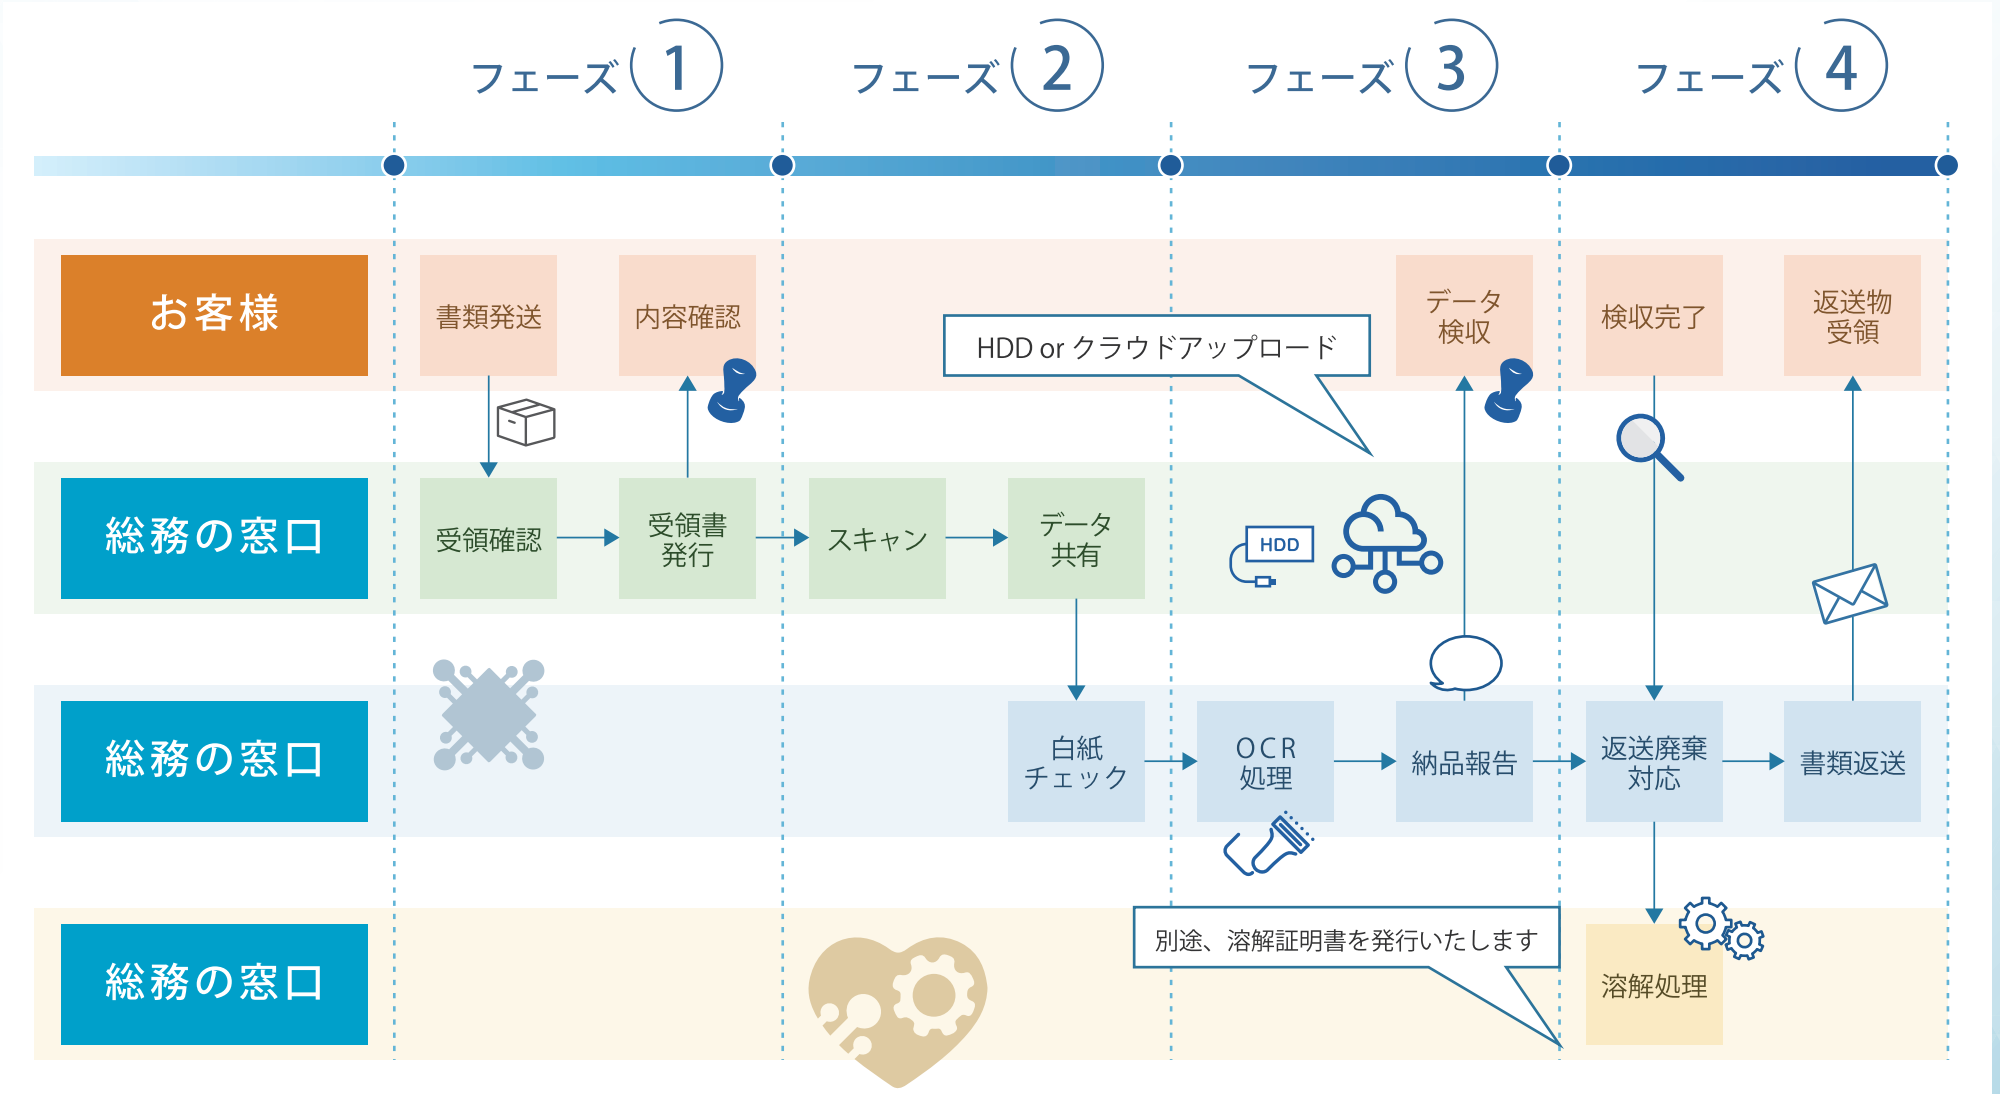 フェーズ 1
フェーズ 2
フェーズ 3
フェーズ 4
お客様
書類発送
内容確認
データ
検収
検収完了
返送物
受領
HDD or クラウドアップロード
総務の窓口
受領確認
受領書
発行
スキャン
データ
共有
HDD
総務の窓口
白紙
チェック
OCR
処理
納品報告
返送廃棄
対応
書類返送
総務の窓口
別途、溶解証明書を発行いたします
溶解処理